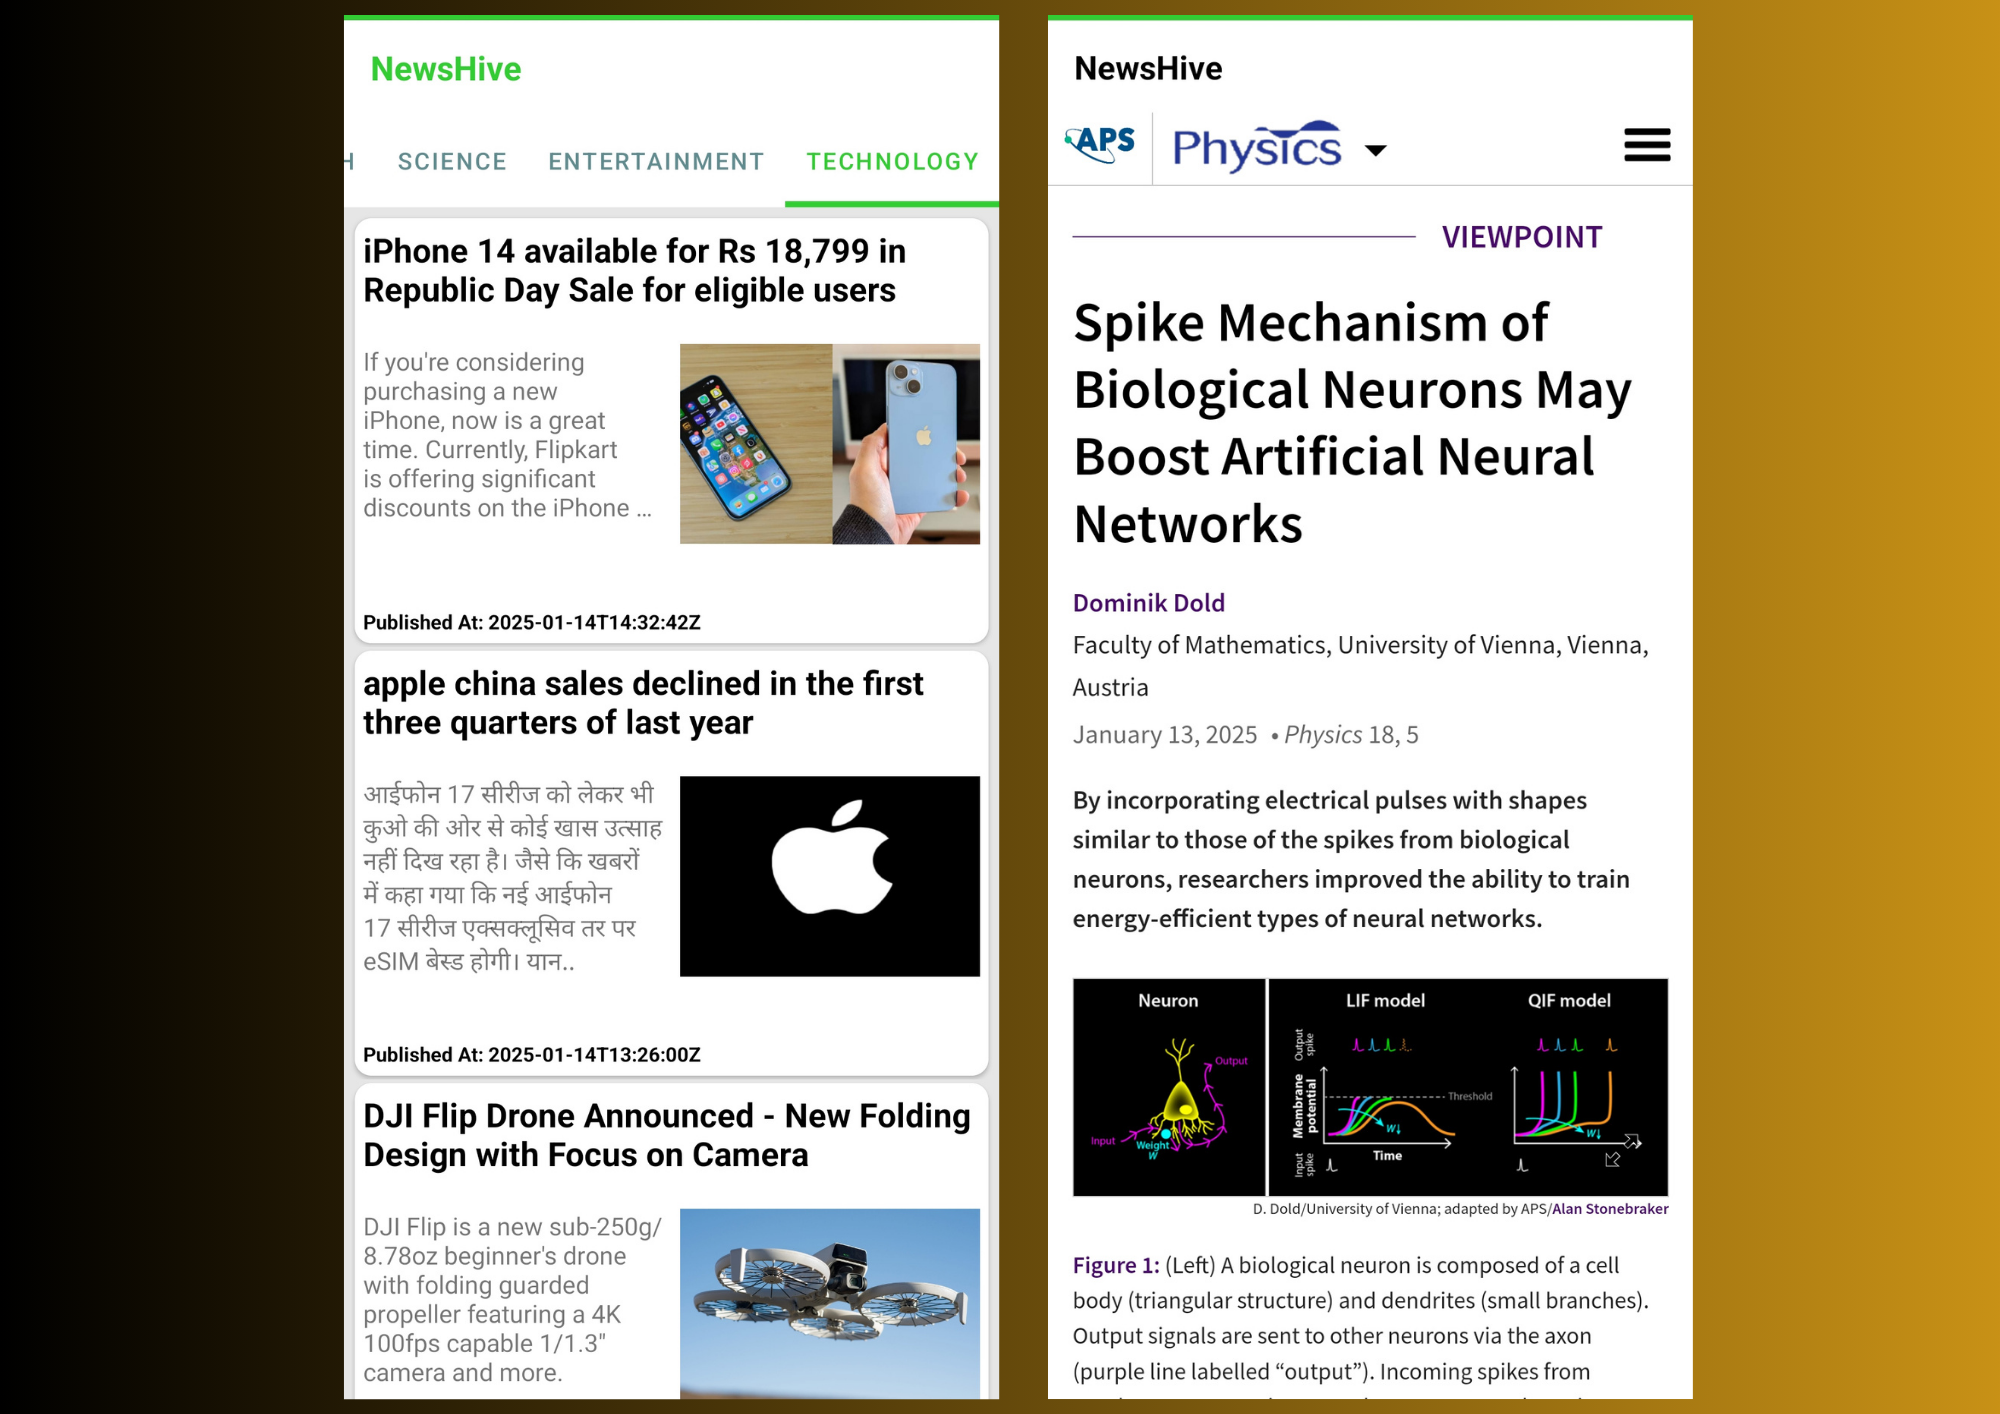 NewsHive
H SCIENCE ENTERTAINMENT TECHNOLOGY
iPhone 14 available for Rs 18,799 in
Republic Day Sale for eligible users
If you're considering
purchasing a new
iPhone, now is a great
time. Currently, Flipkart
is offering significant
discounts on the iPhone ...
Published At: 2025-01-14T14:32:42Z
apple china sales declined in the first
three quarters of last year
आईफोन 17 सीरीज को लेकर भी
कुओ की ओर से कोई खास उत्साह
नहीं दिख रहा है। जैसे कि खबरों
में कहा गया कि नई आईफोन
17 सीरीज एक्सक्लूसिव तर पर
eSIM बेस्ड होगी। यान..
Published At: 2025-01-14T13:26:00Z
DJI Flip Drone Announced - New Folding
Design with Focus on Camera
DJI Flip is a new sub-250g/
8.78oz beginner's drone
with folding guarded
propeller featuring a 4K
100fps capable 1/1.3"
camera and more.
NewsHive
APS Physics
VIEWPOINT
Spike Mechanism of
Biological Neurons May
Boost Artificial Neural
Networks
Dominik Dold
Faculty of Mathematics, University of Vienna, Vienna,
Austria
January 13, 2025 • Physics 18, 5
By incorporating electrical pulses with shapes
similar to those of the spikes from biological
neurons, researchers improved the ability to train
energy-efficient types of neural networks.
Neuron
Output
Input
Weight
W
LIF model
QIF model
Output
spike
Membrane
potential
Threshold
W↓
W↓
Time
Input
spike
D. Dold/University of Vienna; adapted by APS/Alan Stonebraker
Figure 1: (Left) A biological neuron is composed of a cell
body (triangular structure) and dendrites (small branches).
Output signals are sent to other neurons via the axon
(purple line labelled “output”). Incoming spikes from